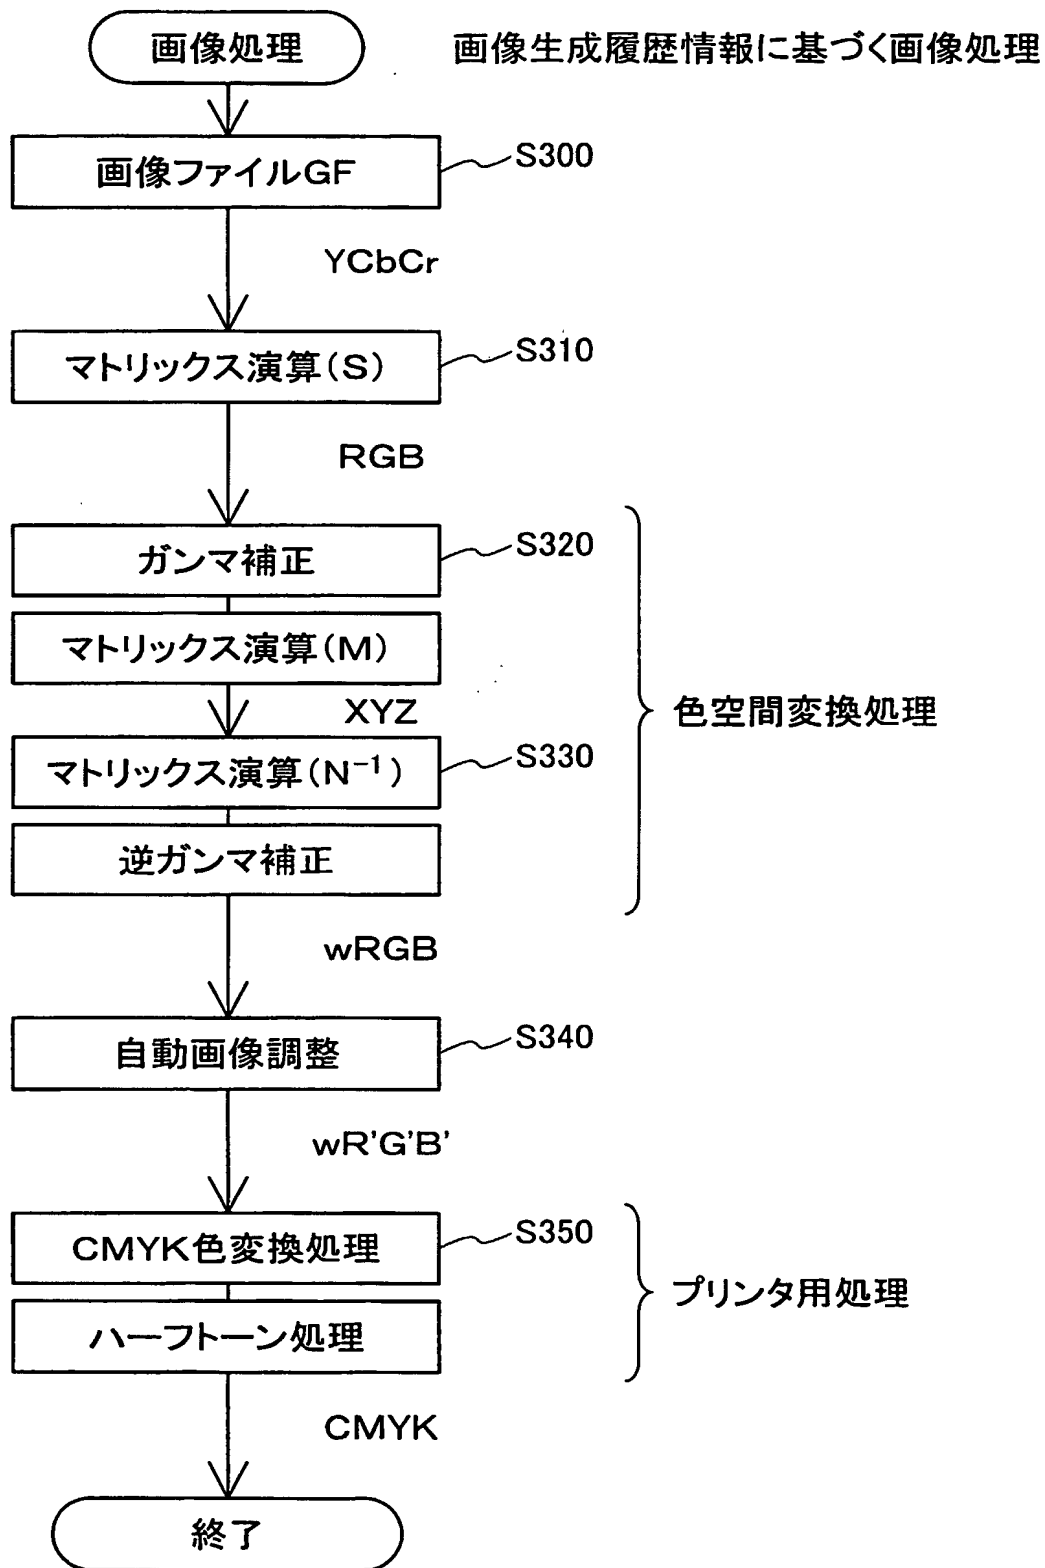 画像処理
画像生成履歴情報に基づく画像処理
画像ファイルGF
S300
YCbCr
マトリックス演算(S)
S310
RGB
ガンマ補正
S320
マトリックス演算(M)
XYZ
色空間変換処理
マトリックス演算(N⁻¹)
S330
逆ガンマ補正
wRGB
自動画像調整
S340
wR'G'B'
CMYK色変換処理
S350
プリンタ用処理
ハーフトーン処理
CMYK
終了